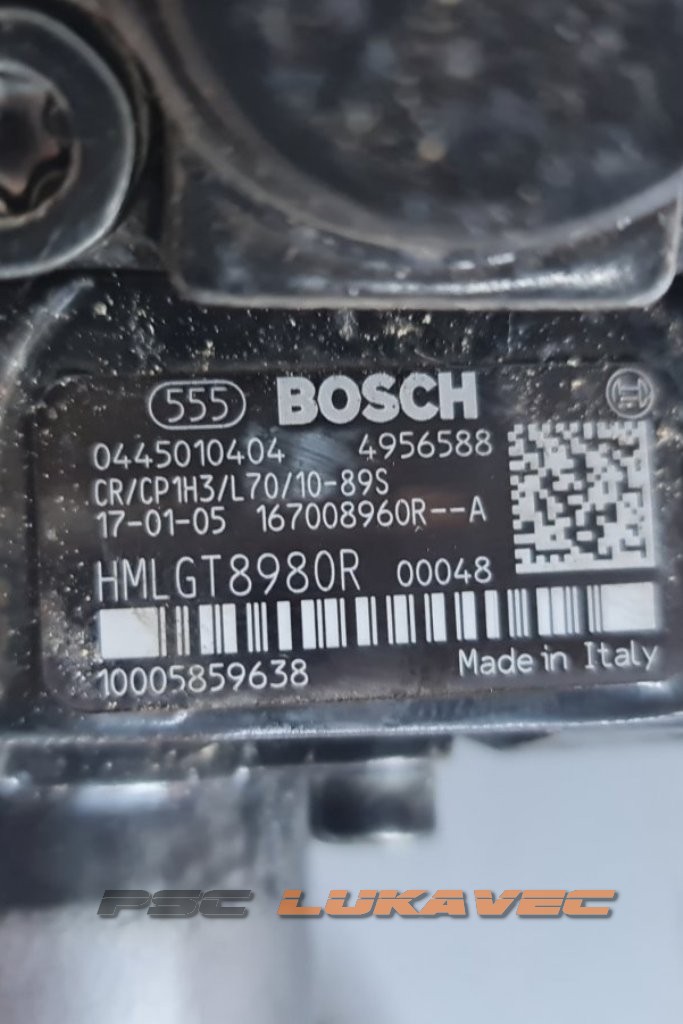 555 BOSCH
0445010404 4956588
CR/CP1H3/L70/10-89S
17-01-05 167008960R--A
HMLGT8980R 00048
10005859638 Made in Italy
PSC LUKAVEC